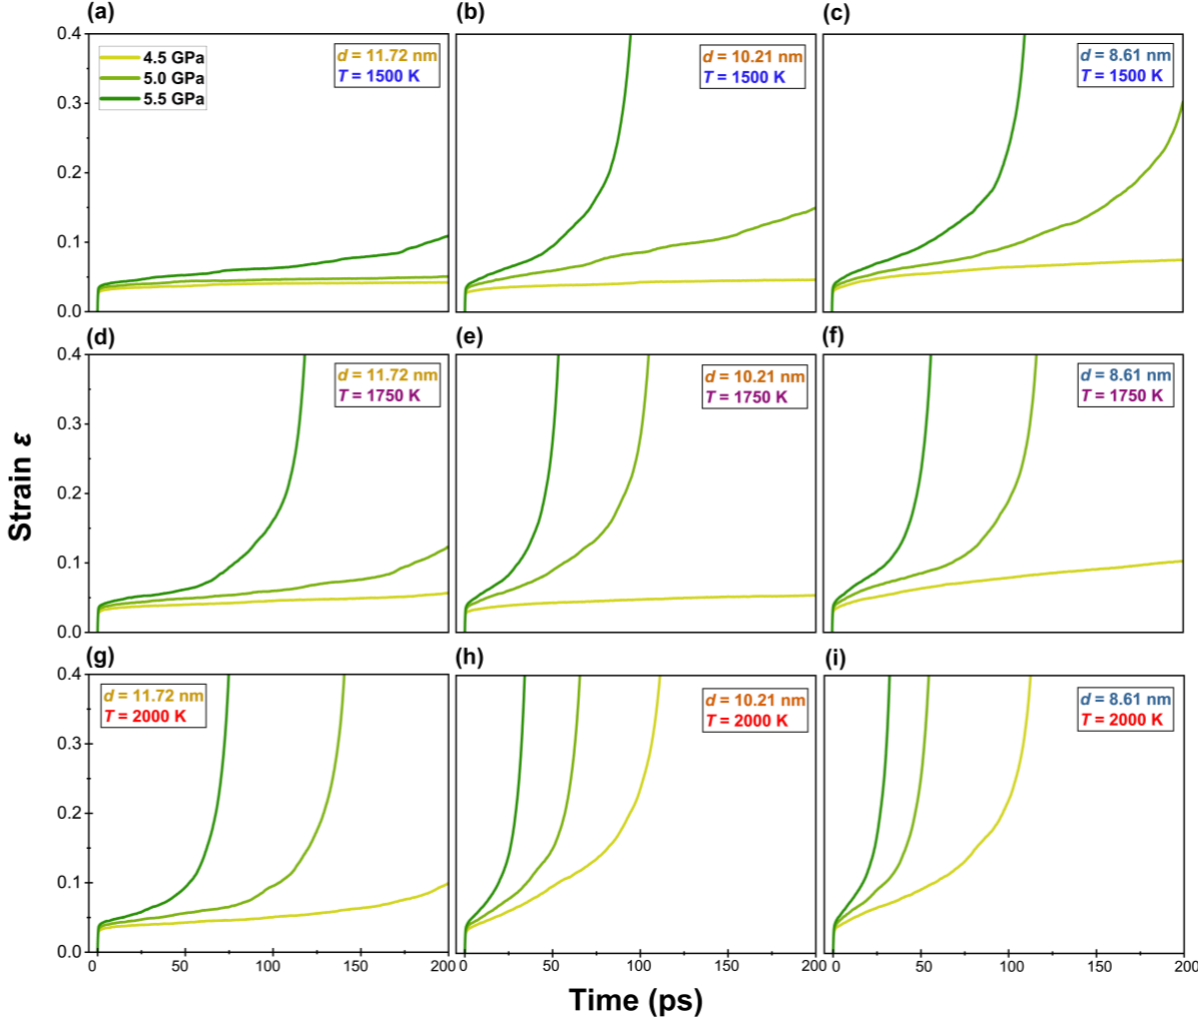 (a)
(b)
(c)
0.4
0.3
0.2
0.1
0.0
4.5 GPa
5.0 GPa
5.5 GPa
d = 11.72 nm
T = 1500 K
d = 10.21 nm
T = 1500 K
d = 8.61 nm
T = 1500 K
(d)
(e)
(f)
0.4
0.3
0.2
0.1
0.0
d = 11.72 nm
T = 1750 K
d = 10.21 nm
T = 1750 K
d = 8.61 nm
T = 1750 K
Strain ε
(g)
(h)
(i)
0.4
0.3
0.2
0.1
0.0
d = 11.72 nm
T = 2000 K
d = 10.21 nm
T = 2000 K
d = 8.61 nm
T = 2000 K
0 50 100 150 200 0 50 100 150 200 0 50 100 150 200
Time (ps)